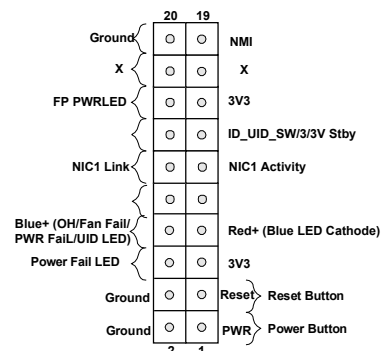 20 19
Ground NMI
X X
FP PWRLED 3V3
ID_UID_SW/3/3V Stby
NIC1 Link NIC1 Activity
Blue+ (OH/Fan Fail/
PWR FaiL/UID LED) Red+ (Blue LED Cathode)
Power Fail LED 3V3
Ground Reset Reset Button
Ground PWR Power Button
2 1